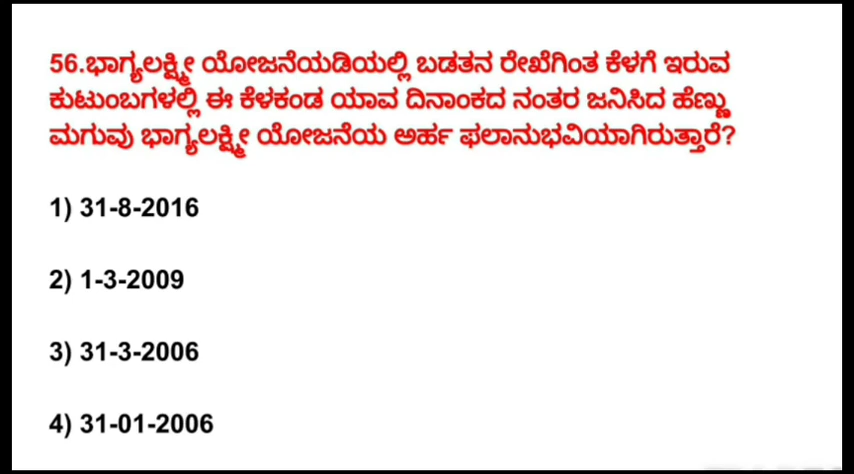 56.ಭಾಗ್ಯಲಕ್ಷ್ಮೀ ಯೋಜನೆಯಡಿಯಲ್ಲಿ ಬಡತನ ರೇಖೆಗಿಂತ ಕೆಳಗೆ ಇರುವ
ಕುಟುಂಬಗಳಲ್ಲಿ ಈ ಕೆಳಕಂಡ ಯಾವ ದಿನಾಂಕದ ನಂತರ ಜನಿಸಿದ ಹೆಣ್ಣು
ಮಗುವು ಭಾಗ್ಯಲಕ್ಷ್ಮೀ ಯೋಜನೆಯ ಅರ್ಹ ಫಲಾನುಭವಿಯಾಗಿರುತ್ತಾರೆ?
1) 31-8-2016
2) 1-3-2009
3) 31-3-2006
4) 31-01-2006